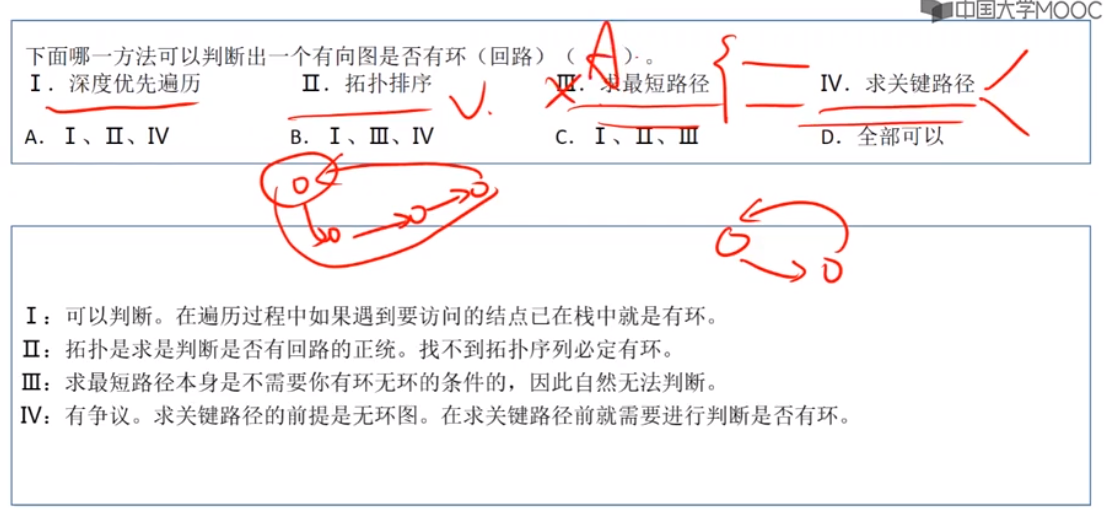 中国大学MOOC
下面哪一方法可以判断出一个有向图是否有环（回路）（ A ）。
Ⅰ. 深度优先遍历 Ⅱ. 拓扑排序 Ⅲ. 求最短路径 Ⅳ. 求关键路径
A. Ⅰ、Ⅱ、Ⅳ B. Ⅰ、Ⅲ、Ⅳ C. Ⅰ、Ⅱ、Ⅲ D. 全部可以
Ⅰ：可以判断。在遍历过程中如果遇到要访问的结点已在栈中就是有环。
Ⅱ：拓扑是求是判断是否有回路的正统。找不到拓扑序列必定有环。
Ⅲ：求最短路径本身是不需要你有环无环的条件的，因此自然无法判断。
Ⅳ：有争议。求关键路径的前提是无环图。在求关键路径前就需要进行判断是否有环。